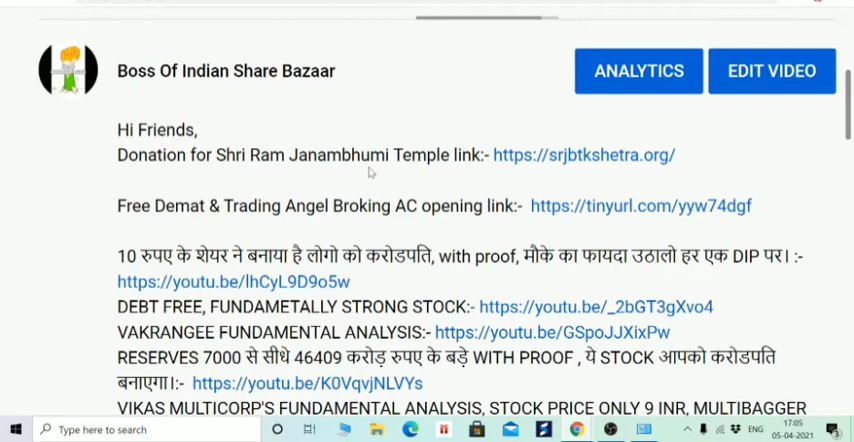 Boss Of Indian Share Bazaar
ANALYTICS
EDIT VIDEO
Hi Friends,
Donation for Shri Ram Janambhumi Temple link:- https://srjbtkshetra.org/
Free Demat & Trading Angel Broking AC opening link:- https://tinyurl.com/yyw74dgf
10 रुपए के शेयर ने बनाया है लोगो को करोडपति, with proof, मौके का फायदा उठालो हर एक DIP पर। :-
https://youtu.be/lhCyL9D9o5w
DEBT FREE, FUNDAMETALLY STRONG STOCK:- https://youtu.be/_2bGT3gXvo4
VAKRANGEE FUNDAMENTAL ANALYSIS:- https://youtu.be/GSpoJJXixPw
RESERVES 7000 से सीधे 46409 करोड़ रुपए के बड़े WITH PROOF , ये STOCK आपको करोडपति
बनाएगा।:- https://youtu.be/K0VqvjNLVYs
VIKAS MULTICORP'S FUNDAMENTAL ANALYSIS, STOCK PRICE ONLY 9 INR, MULTIBAGGER
Type here to search
ENG
17:05
05-04-2021
3